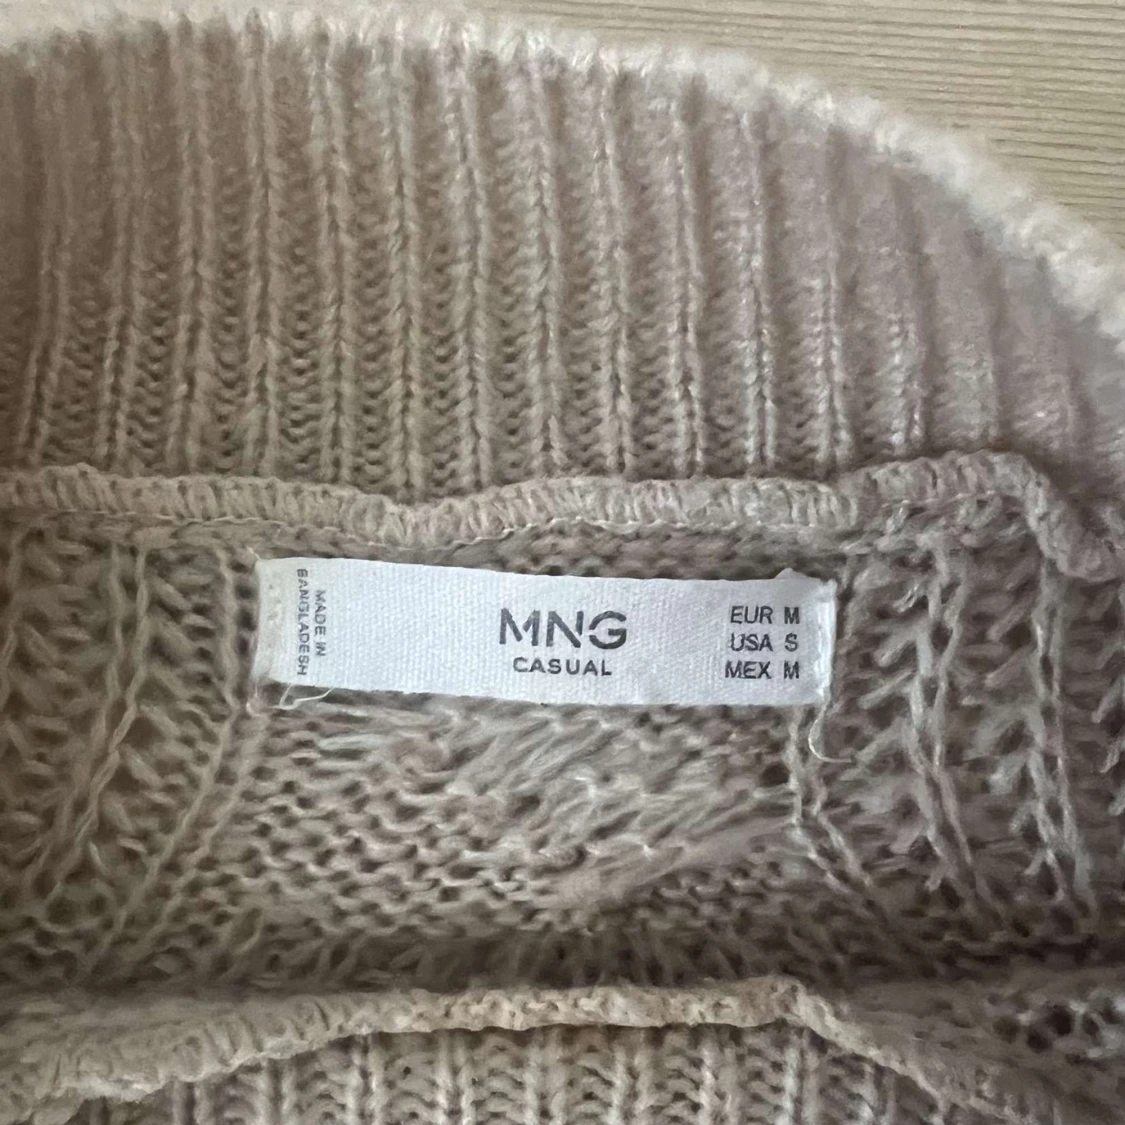 MADE IN
BANGLADESH
MNG
CASUAL
EUR M
USA S
MEX M